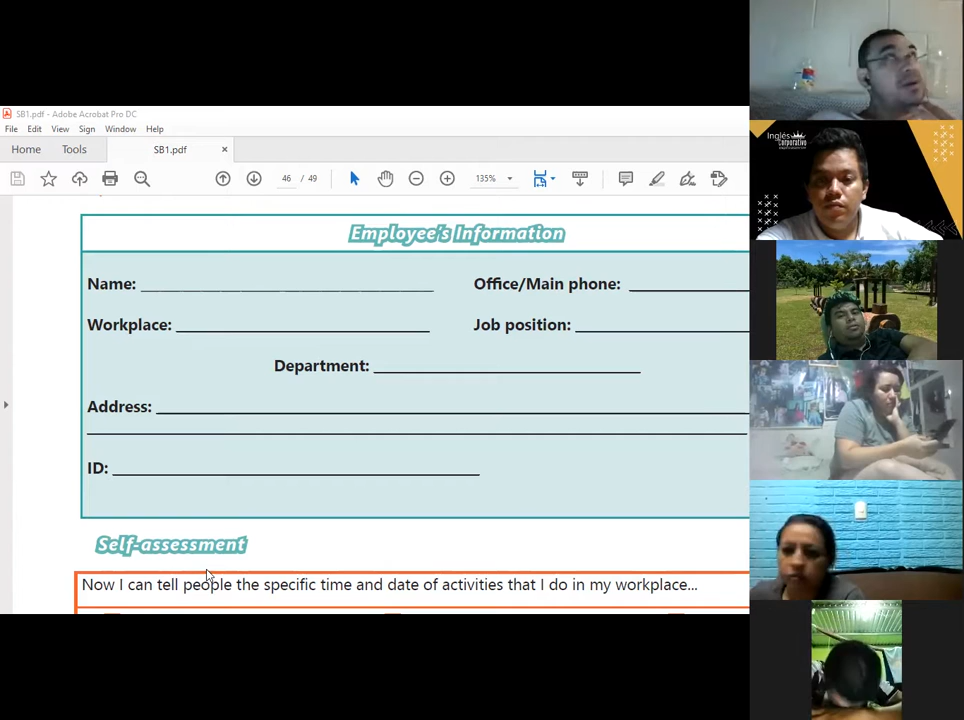 SB1.pdf - Adobe Acrobat Pro DC
File Edit View Sign Window Help
Home Tools SB1.pdf ×
46 / 49 135%
Employee's Information
Name: Office/Main phone:
Workplace: Job position:
Department:
Address:
ID:
Self-assessment
Now I can tell people the specific time and date of activities that I do in my workplace...
Inglés
Corporativo